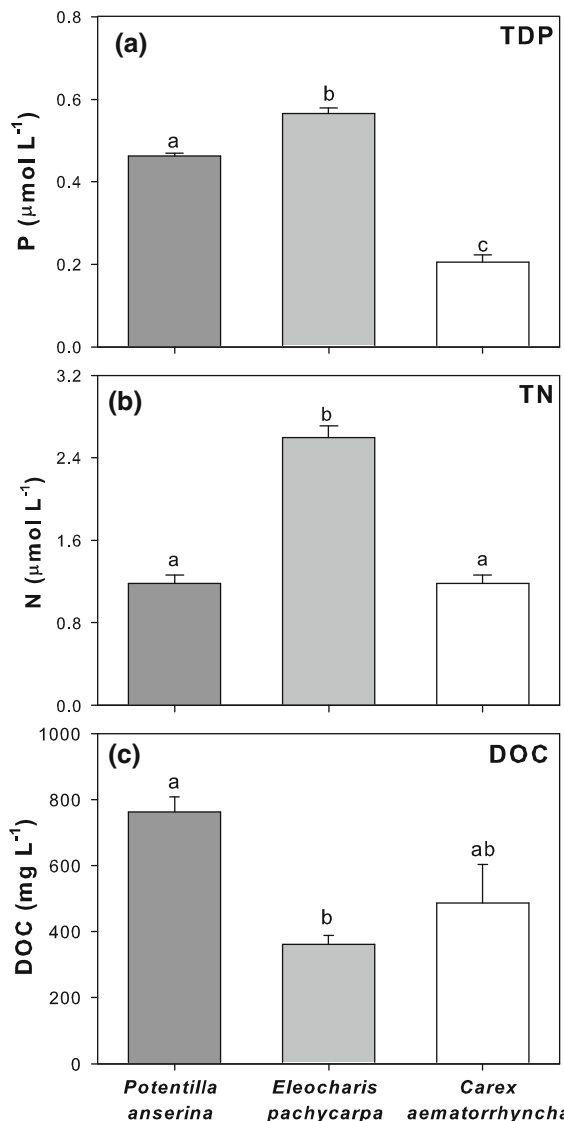 (a) TDP
0.8
b
0.6
a
0.4
c
0.2
0.0
P (μmol L-1)
(b) TN
3.2
b
2.4
1.6
a a
0.8
0.0
N (μmol L-1)
(c) DOC
1000
a
800
ab
600
b
400
200
0
DOC (mg L-1)
Potentilla Eleocharis Carex
anserina pachycarpa aematorrhyncha